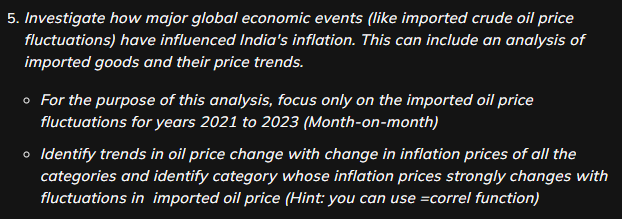 5. Investigate how major global economic events (like imported crude oil price
fluctuations) have influenced India's inflation. This can include an analysis of
imported goods and their price trends.
○ For the purpose of this analysis, focus only on the imported oil price
fluctuations for years 2021 to 2023 (Month-on-month)
○ Identify trends in oil price change with change in inflation prices of all the
categories and identify category whose inflation prices strongly changes with
fluctuations in imported oil price (Hint: you can use =correl function)